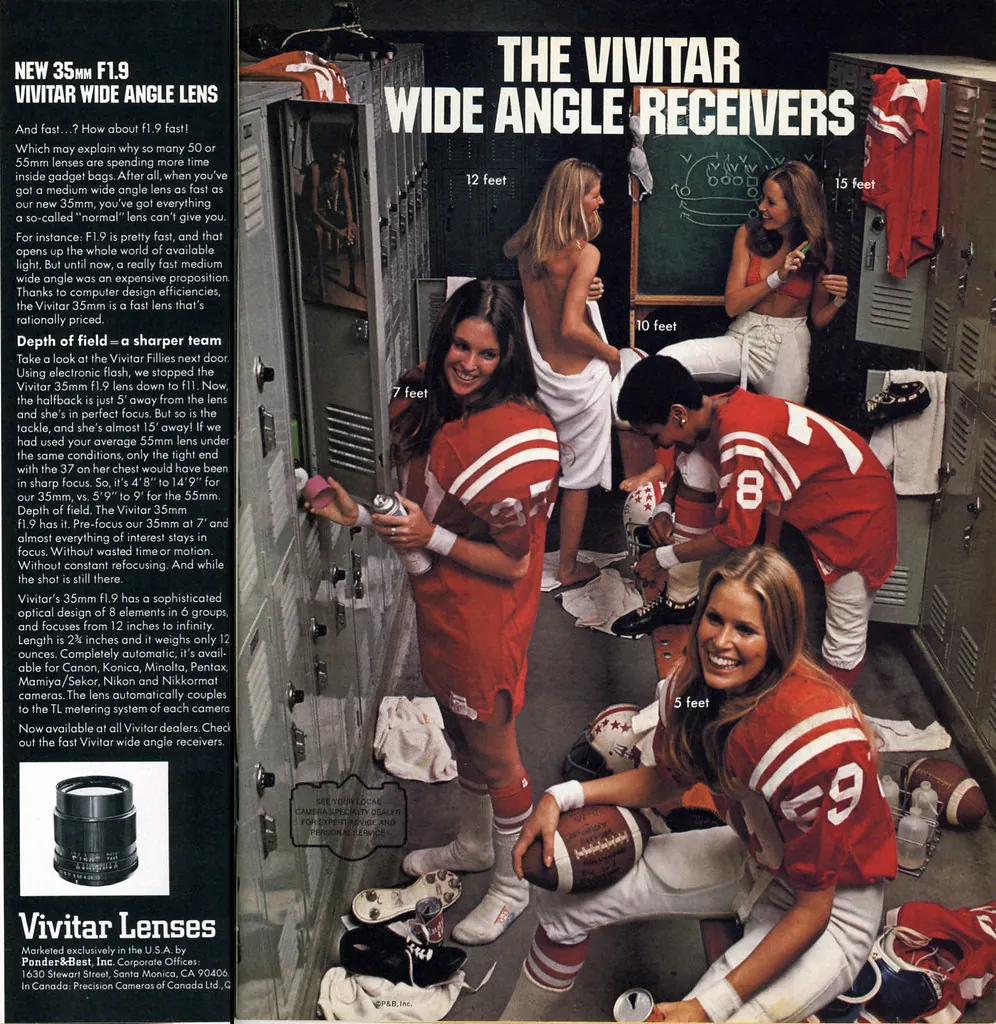 NEW 35MM F1.9
VIVITAR WIDE ANGLE LENS
And fast...? How about f1.9 fast!
Which may explain why so many 50 or
55mm lenses are spending more time
inside gadget bags. After all, when you've
got a medium wide angle lens as fast as
our new 35mm, you've got everything
a so-called "normal" lens can't give you.
For instance: F1.9 is pretty fast, and that
opens up the whole world of available
light. But until now, a really fast medium
wide angle was an expensive proposition.
Thanks to computer design efficiencies,
the Vivitar 35mm is a fast lens that's
rationally priced.
Depth of field = a sharper team
Take a look at the Vivitar Fillies next door.
Using electronic flash, we stopped the
Vivitar 35mm f1.9 lens down to f11. Now,
the halfback is just 5' away from the lens
and she's in perfect focus. But so is the
tackle, and she's almost 15' away! If we
had used your average 55mm lens under
the same conditions, only the tight end
with the 37 on her chest would have been
in sharp focus. So, it's 4'8" to 14'9" for
our 35mm, vs. 5'9" to 9' for the 55mm.
Depth of field. The Vivitar 35mm
f1.9 has it. Pre-focus our 35mm at 7' and
almost everything of interest stays in
focus. Without wasted time or motion.
Without constant refocusing. And while
the shot is still there.
Vivitar's 35mm f1.9 has a sophisticated
optical design of 8 elements in 6 groups,
and focuses from 12 inches to infinity.
Length is 2¾ inches and it weighs only 12
ounces. Completely automatic, it's avail-
able for Canon, Konica, Minolta, Pentax,
Mamiya/Sekor, Nikon and Nikkormat
cameras. The lens automatically couples
to the TL metering system of each camera.
Now available at all Vivitar dealers. Check
out the fast Vivitar wide angle receivers.
Vivitar Lenses
Marketed exclusively in the U.S.A. by
Ponder&Best, Inc. Corporate Offices:
1630 Stewart Street, Santa Monica, CA 90406.
In Canada: Precision Cameras of Canada Ltd., Q
THE VIVITAR
WIDE ANGLE RECEIVERS
12 feet
15 feet
10 feet
7 feet
7
8
5 feet
9
SEE YOUR LOCAL
CAMERA SPECIALTY DEALER
FOR EXPERT ADVICE AND
PERSONAL SERVICE
©P&B, Inc.